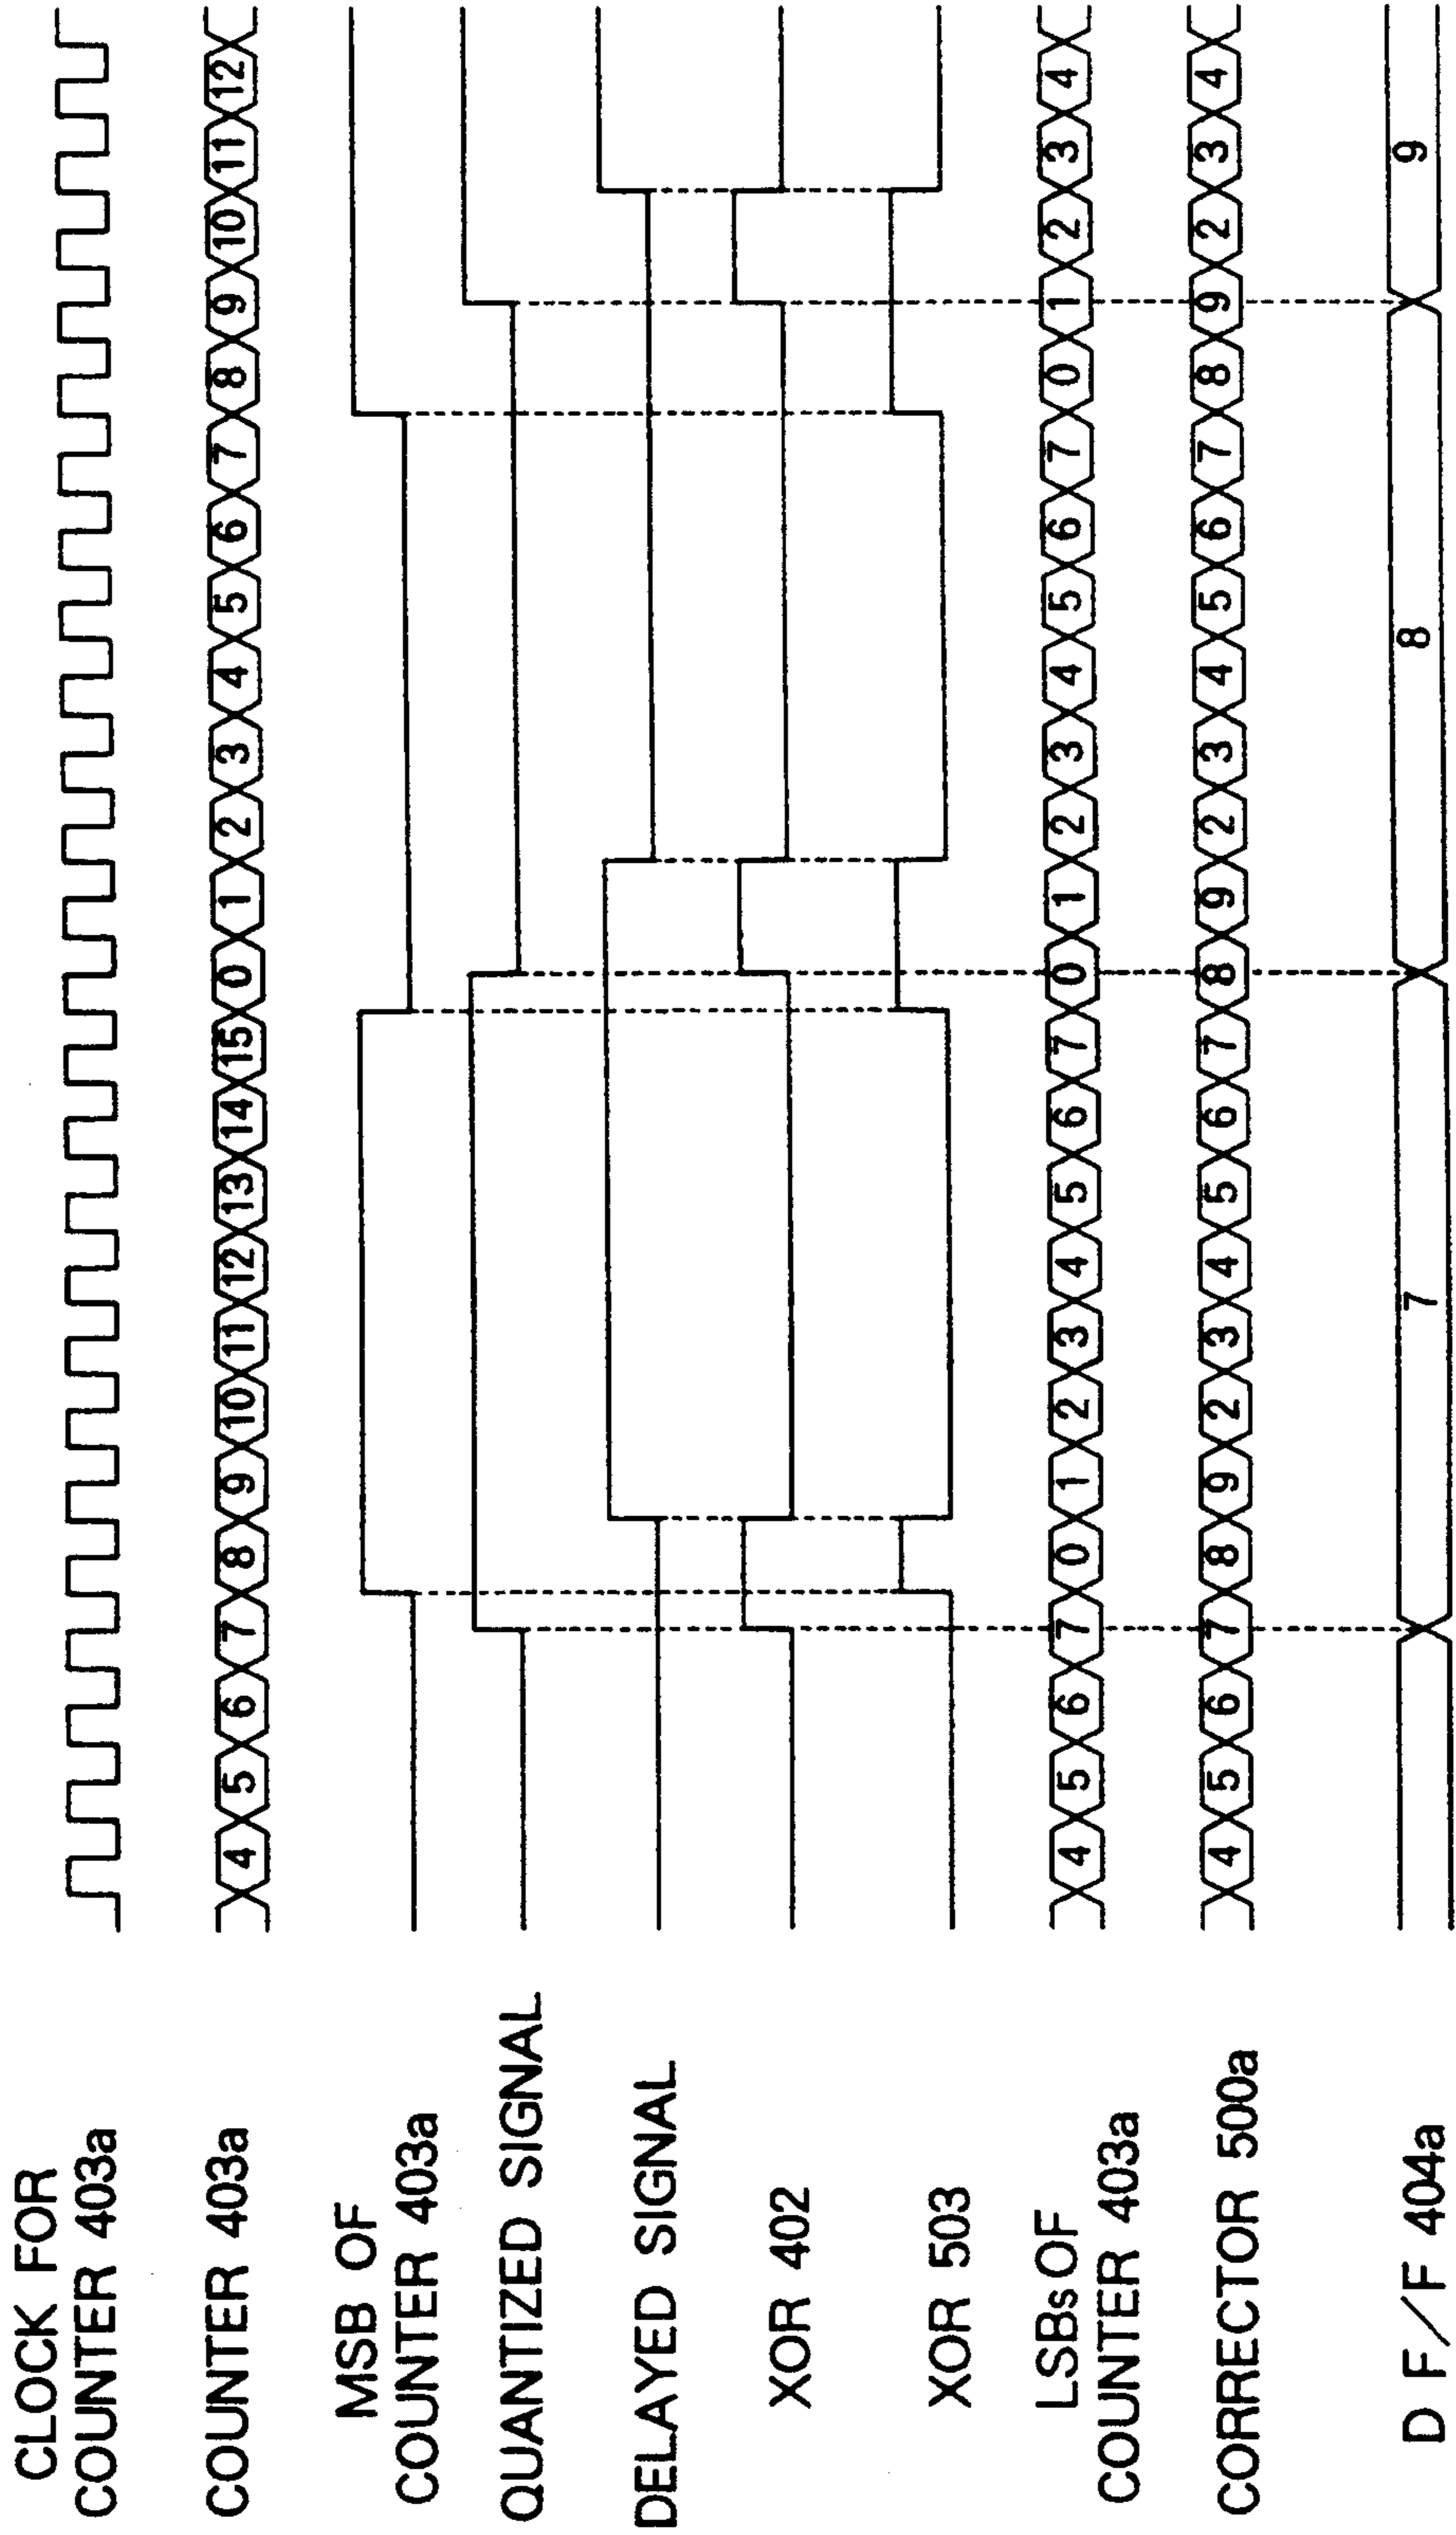 CLOCK FOR
COUNTER 403a
COUNTER 403a 4 5 6 7 8 9 10 11 12 13 14 15 0 1 2 3 4 5 6 7 8 9 10 11 12
MSB OF
COUNTER 403a
QUANTIZED SIGNAL
DELAYED SIGNAL
XOR 402
XOR 503
LSBs OF
COUNTER 403a 4 5 6 7 0 1 2 3 4 5 6 7 0 1 2 3 4 5 6 7 0 1 2 3 4
CORRECTOR 500a 4 5 6 7 8 9 2 3 4 5 6 7 8 9 2 3 4 5 6 7 8 9 2 3 4
D F/F 404a 7 8 9